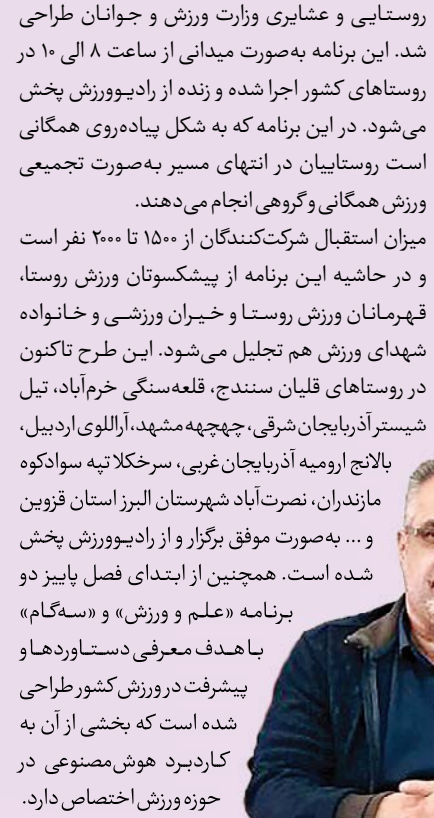 روستایی و عشایری وزارت ورزش و جوانان طراحی
شد. این برنامه به‌صورت میدانی از ساعت ۸ الی ۱۰ در
روستاهای کشور اجرا شده و زنده از رادیوورزش پخش
می‌شود. در این برنامه که به شکل پیاده‌روی همگانی
است روستاییان در انتهای مسیر به‌صورت تجمیعی
ورزش همگانی و گروهی انجام می‌دهند.
میزان استقبال شرکت‌کنندگان از ۱۵۰۰ تا ۲۰۰۰ نفر است
و در حاشیه این برنامه از پیشکسوتان ورزش روستا،
قهرمانان ورزش روستا و خیران ورزشی و خانواده
شهدای ورزش هم تجلیل می‌شود. این طرح تاکنون
در روستاهای قلیان سنندج، قلعه‌سنگی خرم‌آباد، تیل
شیستر آذربایجان شرقی، چهچهه مشهد، آراللوی اردبیل،
بالانج ارومیه آذربایجان غربی، سرخکلا تپه سوادکوه
مازندران، نصرت‌آباد شهرستان البرز استان قزوین
و ... به‌صورت موفق برگزار و از رادیوورزش پخش
شده است. همچنین از ابتدای فصل پاییز دو
برنامه «علم و ورزش» و «سه‌گام»
با هدف معرفی دستاوردها و
پیشرفت در ورزش کشور طراحی
شده است که بخشی از آن به
کاردبرد هوش‌مصنوعی در
حوزه ورزش اختصاص دارد.